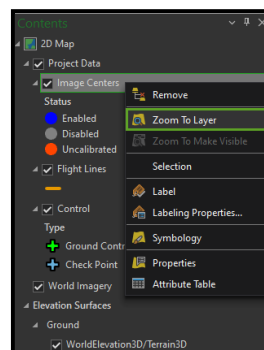 Contents
2D Map
Project Data
Image Centers
Status
Enabled
Disabled
Uncalibrated
Flight Lines
Control
Type
Ground Contr
Check Point
World Imagery
Elevation Surfaces
Ground
WorldElevation3D/Terrain3D
Remove
Zoom To Layer
Zoom To Make Visible
Selection
Label
Labeling Properties...
Symbology
Properties
Attribute Table